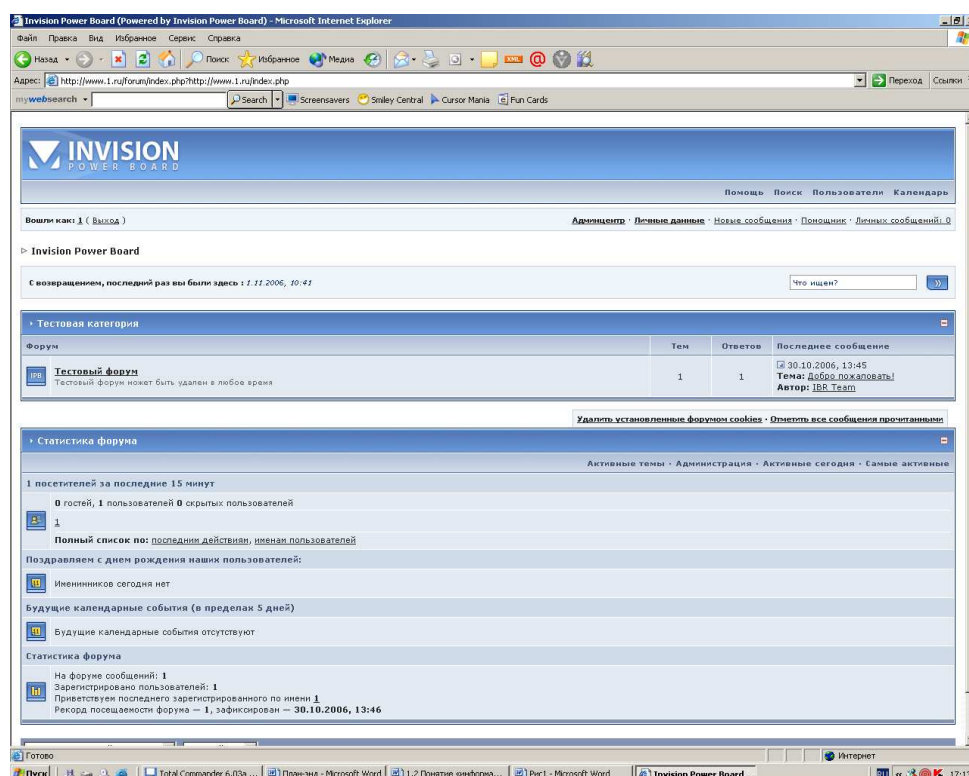 Invision Power Board (Powered by Invision Power Board) - Microsoft Internet Explorer
Файл Правка Вид Избранное Сервис Справка
Назад Поиск Избранное Медиа
Адрес: http://www.1.ru/forum/index.php?http://www.1.ru/index.php Переход Ссылки
mywebsearch Search Screensavers Smiley Central Cursor Mania Fun Cards
INVISION
POWER BOARD
Помощь Поиск Пользователи Календарь
Вошли как: 1 ( Выход ) Админцентр · Личные данные · Новые сообщения · Помощник · Личных сообщений: 0
Invision Power Board
С возвращением, последний раз вы были здесь : 1.11.2006, 10:41 Что ищем? »
Тестовая категория
Форум Тем Ответов Последнее сообщение
IPB Тестовый форум 1 1 30.10.2006, 13:45
Тестовый форум может быть удален в любое время Тема: Добро пожаловать!
Автор: IBR Team
Удалить установленные форумом cookies · Отметить все сообщения прочитанными
Статистика форума
Активные темы · Администрация · Активные сегодня · Самые активные
1 посетителей за последние 15 минут
0 гостей, 1 пользователей 0 скрытых пользователей
1
Полный список по: последним действиям, именам пользователей
Поздравляем с днем рождения наших пользователей:
Именинников сегодня нет
Будущие календарные события (в пределах 5 дней)
Будущие календарные события отсутствуют
Статистика форума
На форуме сообщений: 1
Зарегистрировано пользователей: 1
Приветствуем последнего зарегистрированного по имени 1
Рекорд посещаемости форума — 1, зафиксирован — 30.10.2006, 13:46
Готово Интернет
Пуск Total Commander 6.03a ... План-знд - Microsoft Word 1.2 Понятие Рис1 - Microsoft Word Invision Power Board